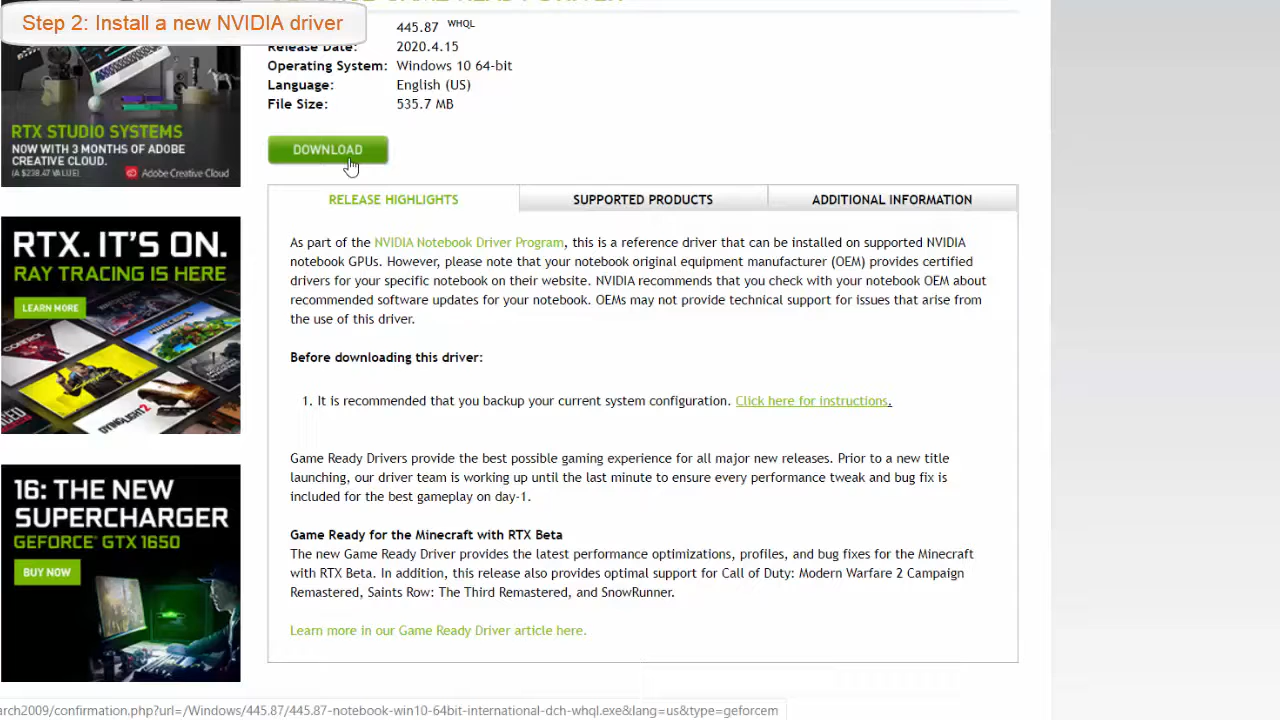 Step 2: Install a new NVIDIA driver
445.87 WHQL
Release Date: 2020.4.15
Operating System: Windows 10 64-bit
Language: English (US)
File Size: 535.7 MB
DOWNLOAD
RTX STUDIO SYSTEMS
NOW WITH 3 MONTHS OF ADOBE
CREATIVE CLOUD.
(A $238.47 VALUE) Adobe Creative Cloud
RELEASE HIGHLIGHTS SUPPORTED PRODUCTS ADDITIONAL INFORMATION
As part of the NVIDIA Notebook Driver Program, this is a reference driver that can be installed on supported NVIDIA
notebook GPUs. However, please note that your notebook original equipment manufacturer (OEM) provides certified
drivers for your specific notebook on their website. NVIDIA recommends that you check with your notebook OEM about
recommended software updates for your notebook. OEMs may not provide technical support for issues that arise from
the use of this driver.
Before downloading this driver:
1. It is recommended that you backup your current system configuration. Click here for instructions.
Game Ready Drivers provide the best possible gaming experience for all major new releases. Prior to a new title
launching, our driver team is working up until the last minute to ensure every performance tweak and bug fix is
included for the best gameplay on day-1.
Game Ready for the Minecraft with RTX Beta
The new Game Ready Driver provides the latest performance optimizations, profiles, and bug fixes for the Minecraft
with RTX Beta. In addition, this release also provides optimal support for Call of Duty: Modern Warfare 2 Campaign
Remastered, Saints Row: The Third Remastered, and SnowRunner.
Learn more in our Game Ready Driver article here.
RTX. IT'S ON.
RAY TRACING IS HERE
LEARN MORE
CONTROL
MINECRAFT
16: THE NEW
SUPERCHARGER
GEFORCE® GTX 1650
BUY NOW
arch2009/confirmation.php?url=/Windows/445.87/445.87-notebook-win10-64bit-international-dch-whql.exe&lang=us&type=geforcem